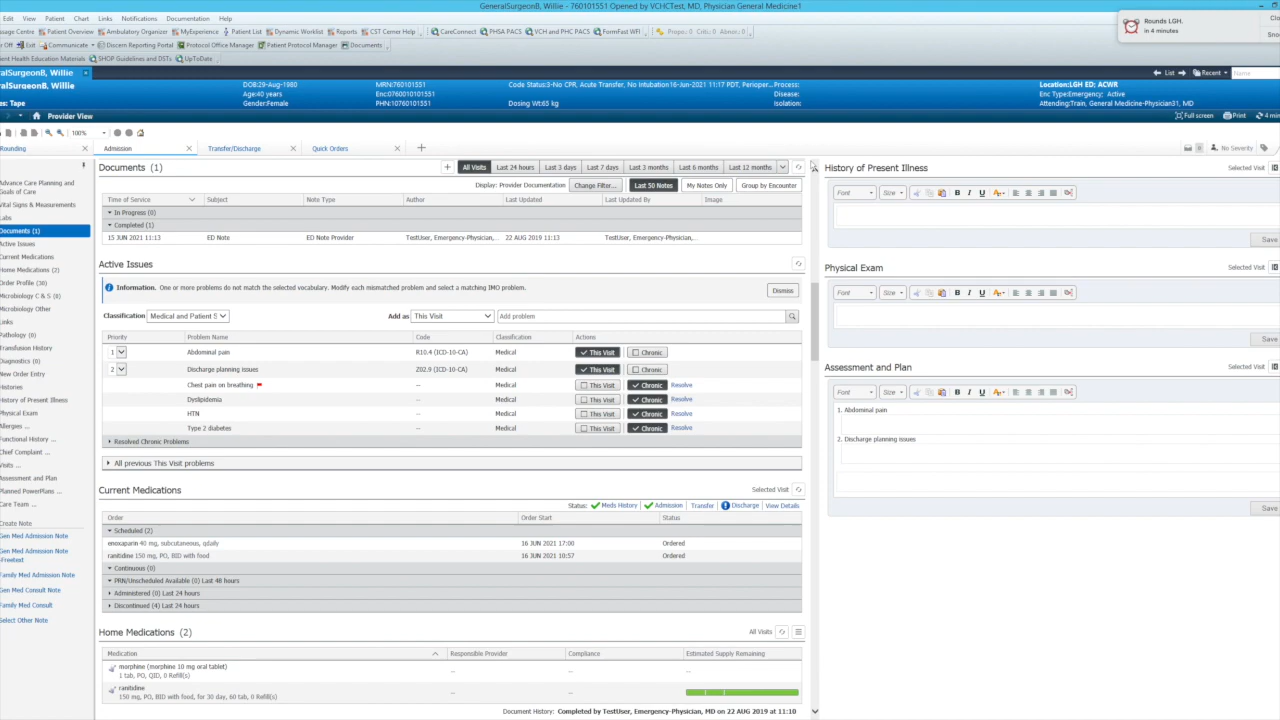 GeneralSurgeonB, Willie - 760101551 Opened by VCHCTest, MD, Physician General Medicine1
Edit View Patient Chart Links Notifications Documentation Help
ssage Centre Patient Overview Ambulatory Organizer MyExperience Patient List Dynamic Worklist Reports CST Cerner Help CareConnect PHSA PACS VCH and PHC PACS FormFast WFI Propo: 0 Critic: 0 Abnor: 0
Off Exit Communicate Discern Reporting Portal Protocol Office Manager Patient Protocol Manager Documents
ient Health Education Materials SHOP Guidelines and DSTs UpToDate
Rounds LGH.
in 4 minutes
Snoo
ralSurgeonB, Willie
List Recent Name
ralSurgeonB, Willie
DOB:29-Aug-1980 MRN:760101551 Code Status:3-No CPR, Acute Transfer, No Intubation16-Jun-2021 11:17 PDT, Perioper... Process: Location:LGH ED; ACWR
Age:40 years Enc:0760010101551 Disease: Enc Type:Emergency; Active
es: Tape Gender:Female PHN:10760101551 Dosing Wt:65 kg Isolation: Attending:Train, General Medicine-Physician31, MD
Provider View Full screen Print 4 min
100%
Rounding Admission Transfer/Discharge Quick Orders No Severity
Advance Care Planning and
Goals of Care
Vital Signs & Measurements
Labs
Documents (1)
Active Issues
Current Medications
Home Medications (2)
Order Profile (30)
Microbiology C & S (0)
Microbiology Other
Links
Pathology (0)
Transfusion History
Diagnostics (0)
New Order Entry
Histories
History of Present Illness
Physical Exam
Allergies ...
Functional History ...
Chief Complaint ...
Visits ...
Assessment and Plan
Planned PowerPlans ...
Care Team ...
Create Note
Gen Med Admission Note
Gen Med Admission Note
Freetext
Family Med Admission Note
Gen Med Consult Note
Family Med Consult
Select Other Note
Documents (1) All Visits Last 24 hours Last 3 days Last 7 days Last 3 months Last 6 months Last 12 months
Display: Provider Documentation Change Filter... Last 50 Notes My Notes Only Group by Encounter
Time of Service Subject Note Type Author Last Updated Last Updated By Image
In Progress (0)
Completed (1)
15 JUN 2021 11:13 ED Note ED Note Provider TestUser, Emergency-Physician,... 22 AUG 2019 11:13 TestUser, Emergency-Physician,...
Active Issues
Information. One or more problems do not match the selected vocabulary. Modify each mismatched problem and select a matching IMO problem. Dismiss
Classification Medical and Patient S Add as This Visit Add problem
Priority Problem Name Code Classification Actions
1 Abdominal pain R10.4 (ICD-10-CA) Medical This Visit Chronic
2 Discharge planning issues Z02.9 (ICD-10-CA) Medical This Visit Chronic
Chest pain on breathing -- Medical This Visit Chronic Resolve
Dyslipidemia -- Medical This Visit Chronic Resolve
HTN -- Medical This Visit Chronic Resolve
Type 2 diabetes -- Medical This Visit Chronic Resolve
Resolved Chronic Problems
All previous This Visit problems
Current Medications Selected Visit
Status: Meds History Admission Transfer Discharge View Details
Order Order Start Status
Scheduled (2)
enoxaparin 40 mg, subcutaneous, qdaily 16 JUN 2021 17:00 Ordered
ranitidine 150 mg, PO, BID with food 16 JUN 2021 10:57 Ordered
Continuous (0)
PRN/Unscheduled Available (0) Last 48 hours
Administered (0) Last 24 hours
Discontinued (4) Last 24 hours
Home Medications (2) All Visits
Medication Responsible Provider Compliance Estimated Supply Remaining
morphine (morphine 10 mg oral tablet) -- -- --
1 tab, PO, QID, 0 Refill(s)
ranitidine -- --
150 mg, PO, BID with food, for 30 day, 60 tab, 0 Refill(s)
Document History: Completed by TestUser, Emergency-Physician, MD on 22 AUG 2019 at 11:10
History of Present Illness Selected Visit
Font Size B I U A
Save
Physical Exam Selected Visit
Font Size B I U A
Save
Assessment and Plan Selected Visit
Font Size B I U A
1. Abdominal pain
2. Discharge planning issues
Save